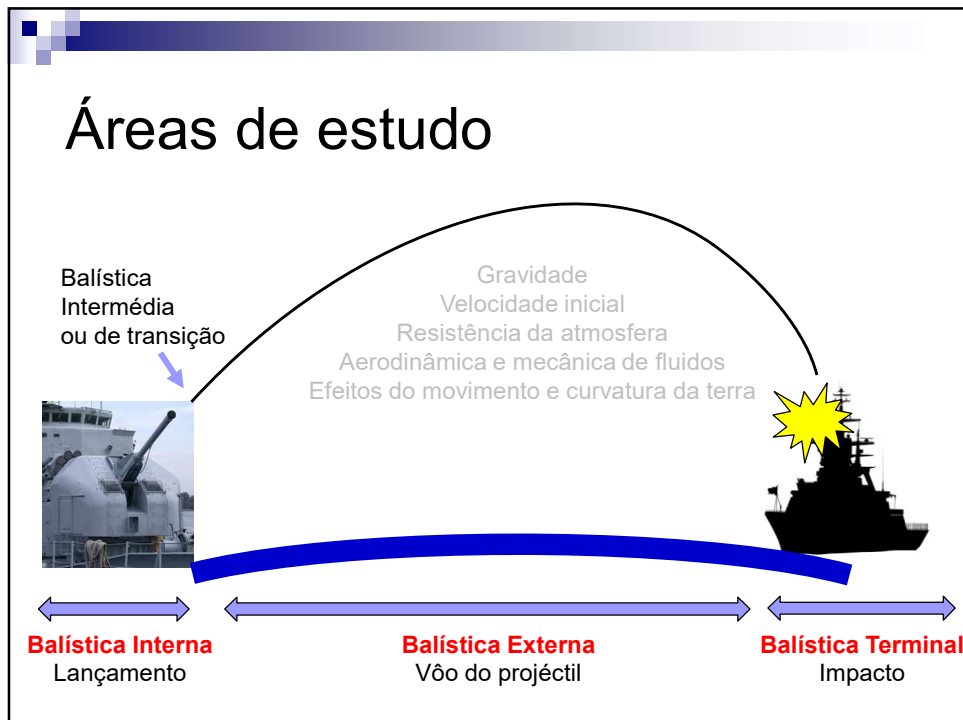 Áreas de estudo
Balística
Intermédia
ou de transição
Gravidade
Velocidade inicial
Resistência da atmosfera
Aerodinâmica e mecânica de fluidos
Efeitos do movimento e curvatura da terra
Balística Interna
Lançamento
Balística Externa
Vôo do projéctil
Balística Terminal
Impacto